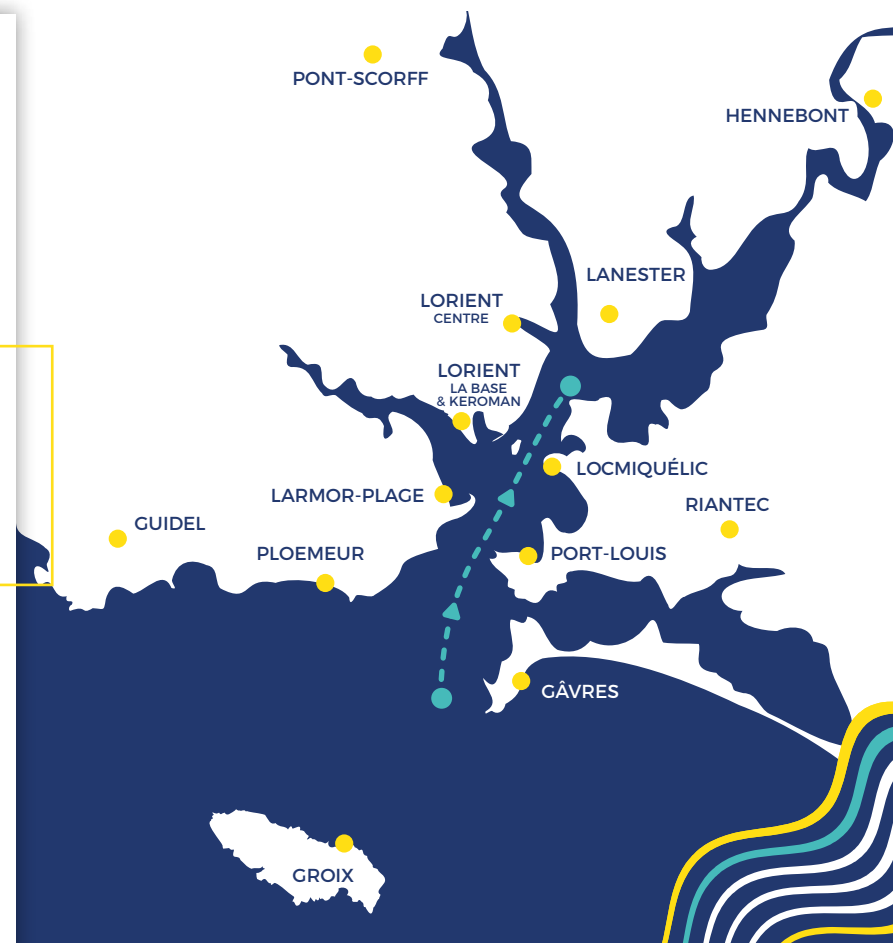 PONT-SCORFF
HENNEBONT
LANESTER
LORIENT
CENTRE
LORIENT
LA BASE
& KEROMAN
LOCMIQUÉLIC
LARMOR-PLAGE
RIANTEC
GUIDEL
PLOEMEUR
PORT-LOUIS
GÂVRES
GROIX